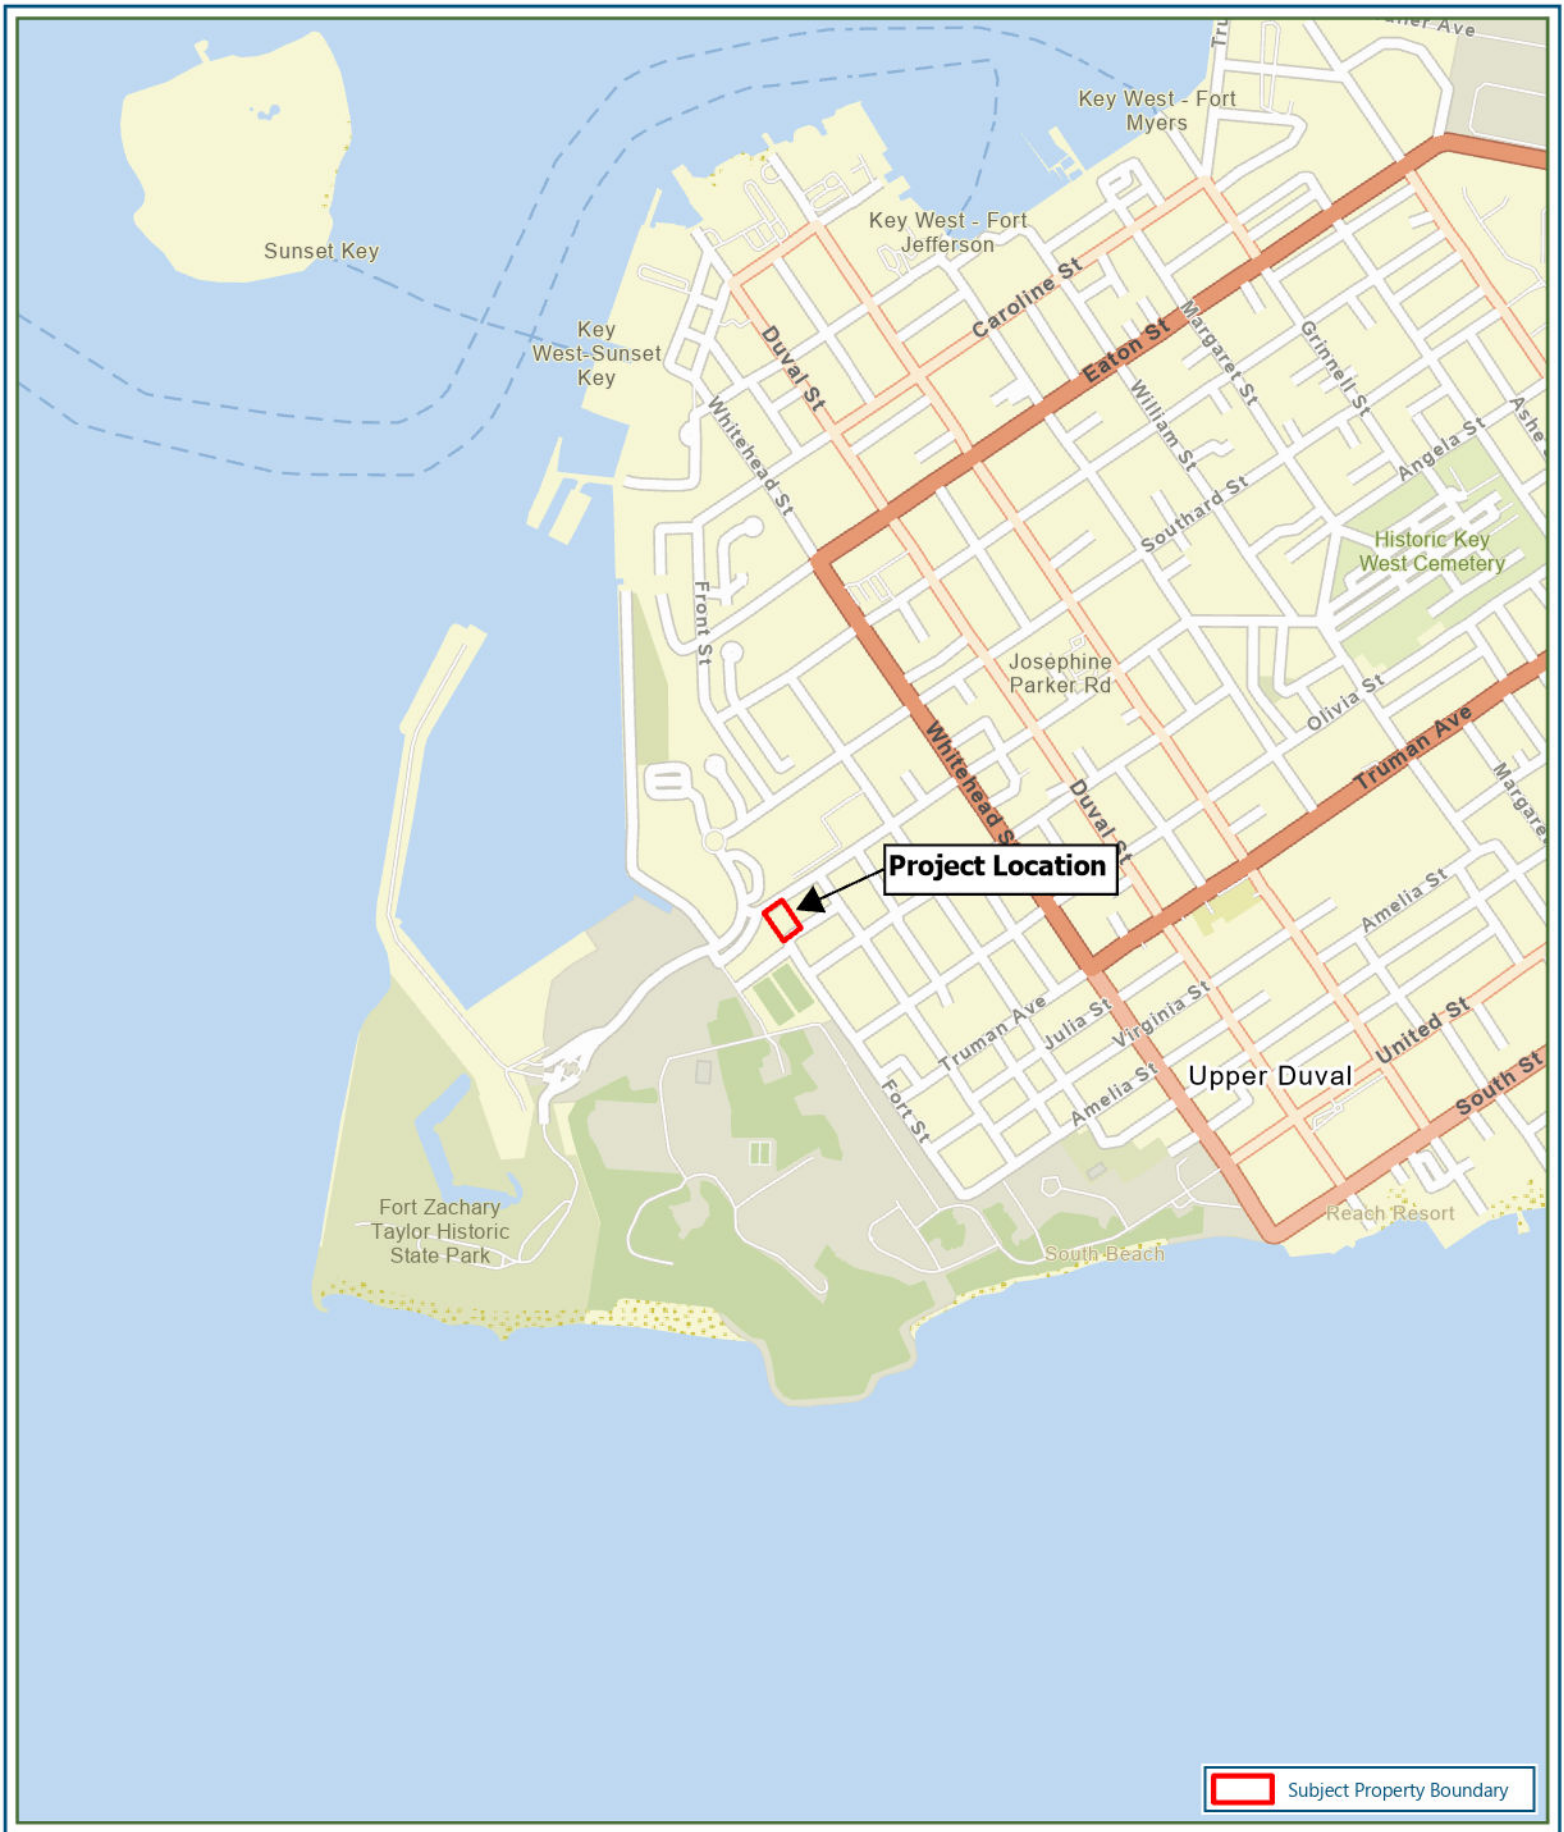 Key West - Fort
Myers
Key West - Fort
Jefferson
Sunset Key
Caroline St
Key
West-Sunset
Key
Duval St
Eaton St
Margaret St
Grinnell St
Whitehead St
William St
Angela St
Southard St
Historic Key
West Cemetery
Front St
Josephine
Parker Rd
Olivia St
Truman Ave
Whitehead S
Duval St
Project Location
Amelia St
Truman Ave
Julia St
Virginia St
United St
Upper Duval
South St
Fort St
Amelia St
Fort Zachary
Taylor Historic
State Park
Reach Resort
South Beach
Subject Property Boundary